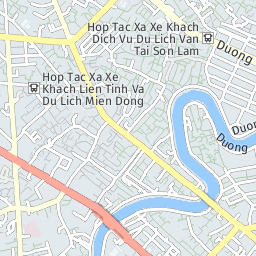 Hop Tac Xa Xe Khach
Dich Vu Du Lich Van
Tai Son Lam
Duong
Hop Tac Xa Xe
Khach Lien Tinh Va
Du Lich Mien Dong
Duon
Duong